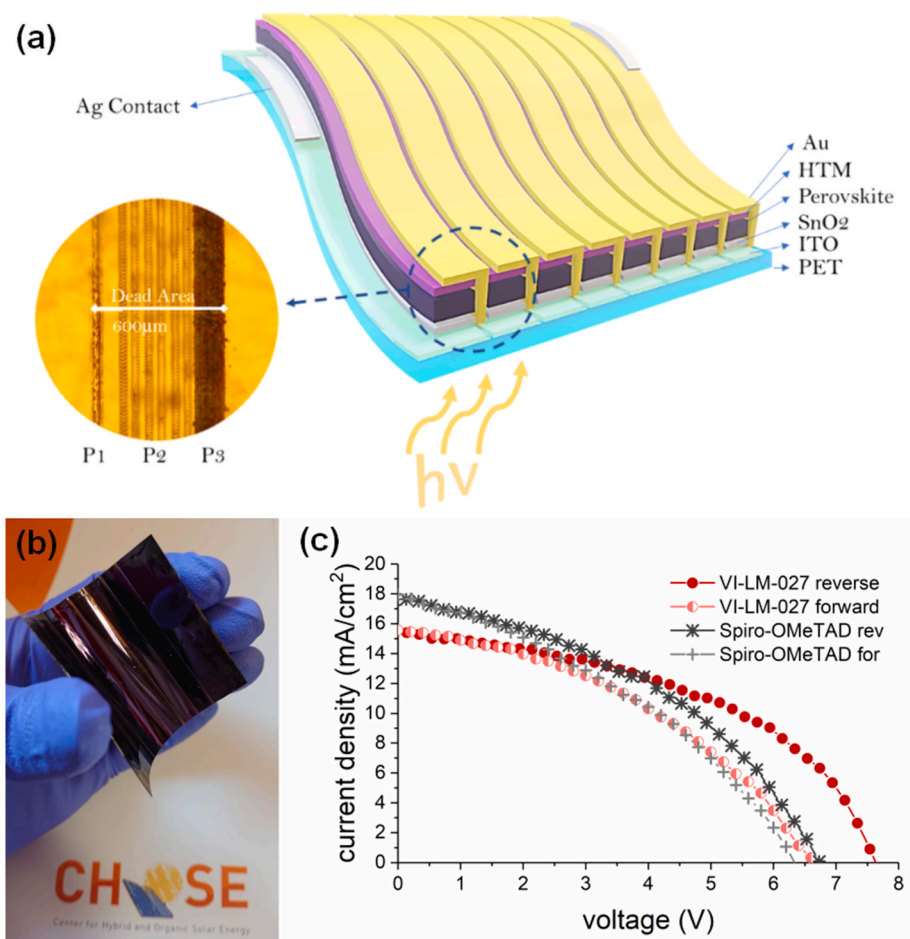 (a)
Ag Contact
Au
HTM
Perovskite
SnO2
ITO
PET
Dead Area
600μm
P1 P2 P3
hν
(b)
CHOSE
Center for Hybrid and Organic Solar Energy
(c)
20
18
16
14
12
10
8
6
4
2
0
current density (mA/cm²)
VI-LM-027 reverse
VI-LM-027 forward
Spiro-OMeTAD rev
Spiro-OMeTAD for
0 1 2 3 4 5 6 7 8
voltage (V)